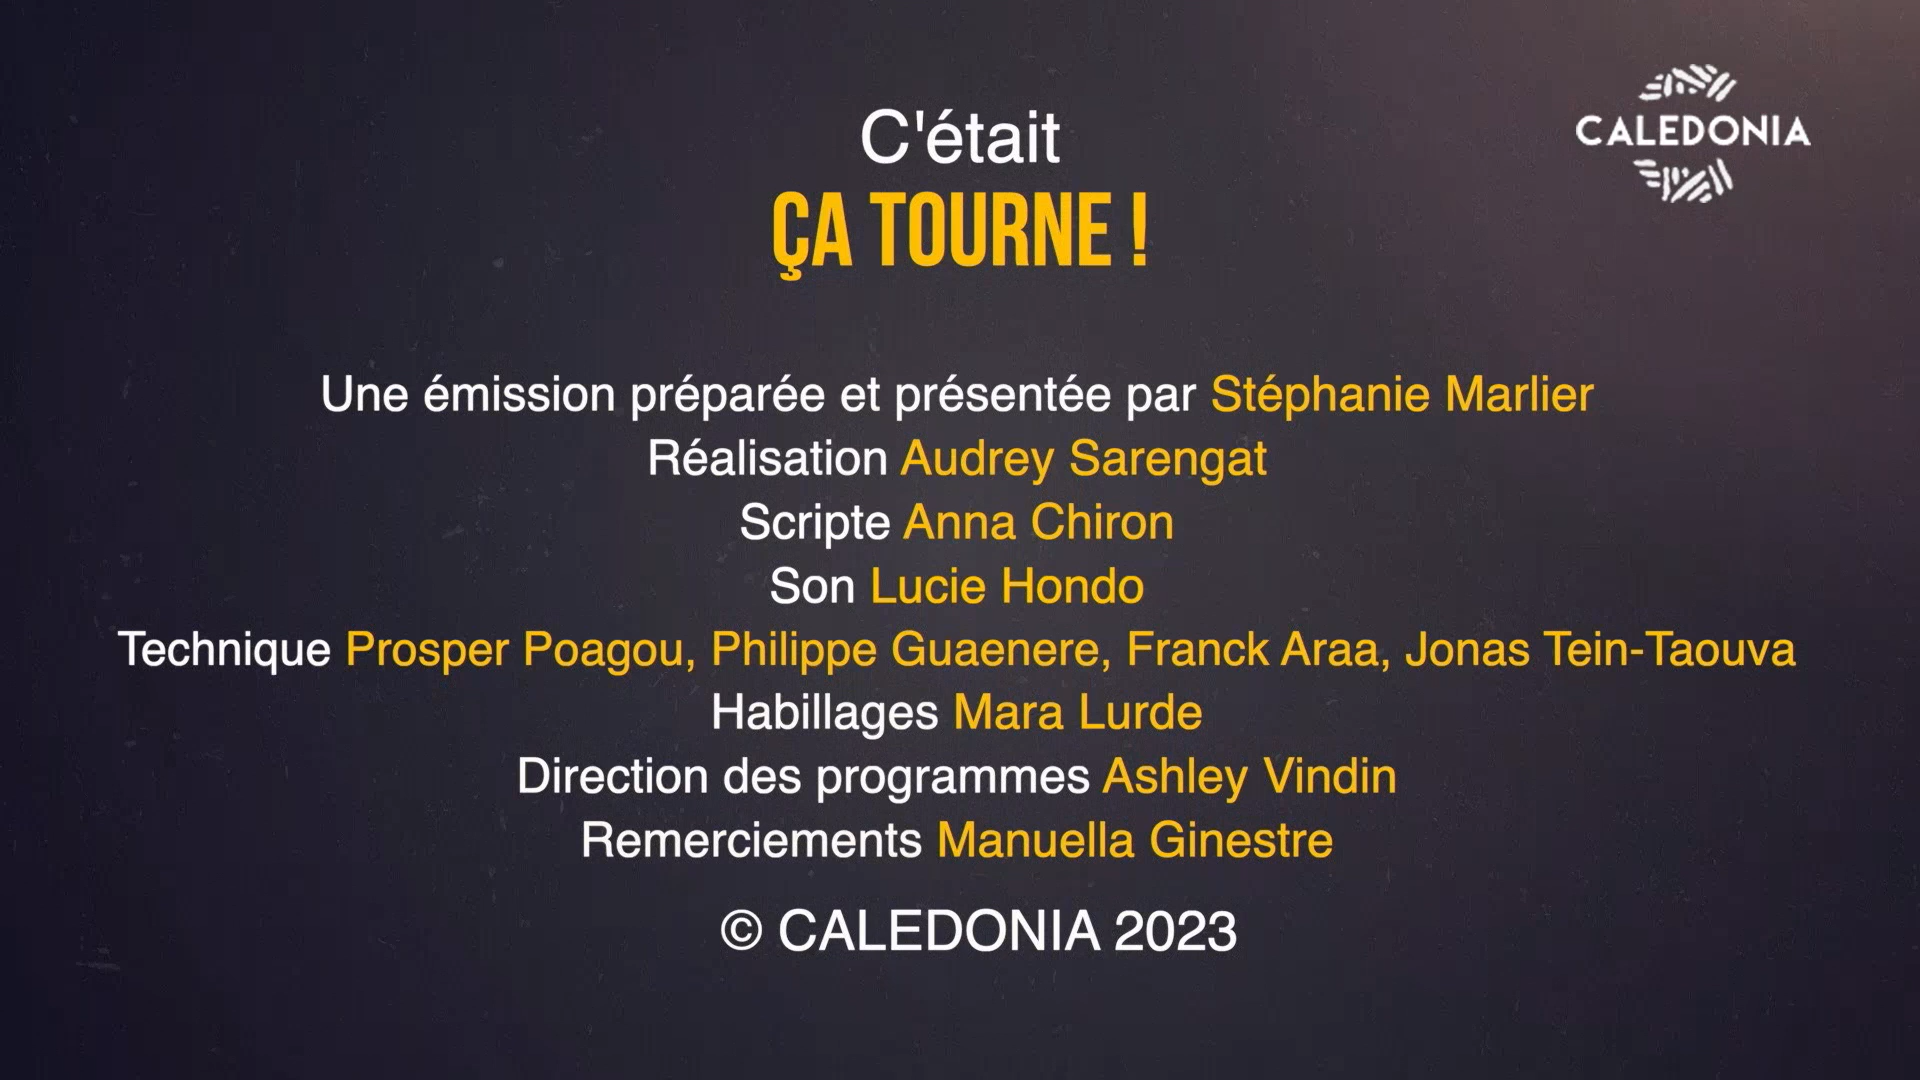 CALEDONIA
C'était
ÇA TOURNE !
Une émission préparée et présentée par Stéphanie Marlier
Réalisation Audrey Sarengat
Scripte Anna Chiron
Son Lucie Hondo
Technique Prosper Poagou, Philippe Guaenere, Franck Araa, Jonas Tein-Taouva
Habillages Mara Lurde
Direction des programmes Ashley Vindin
Remerciements Manuella Ginestre
© CALEDONIA 2023